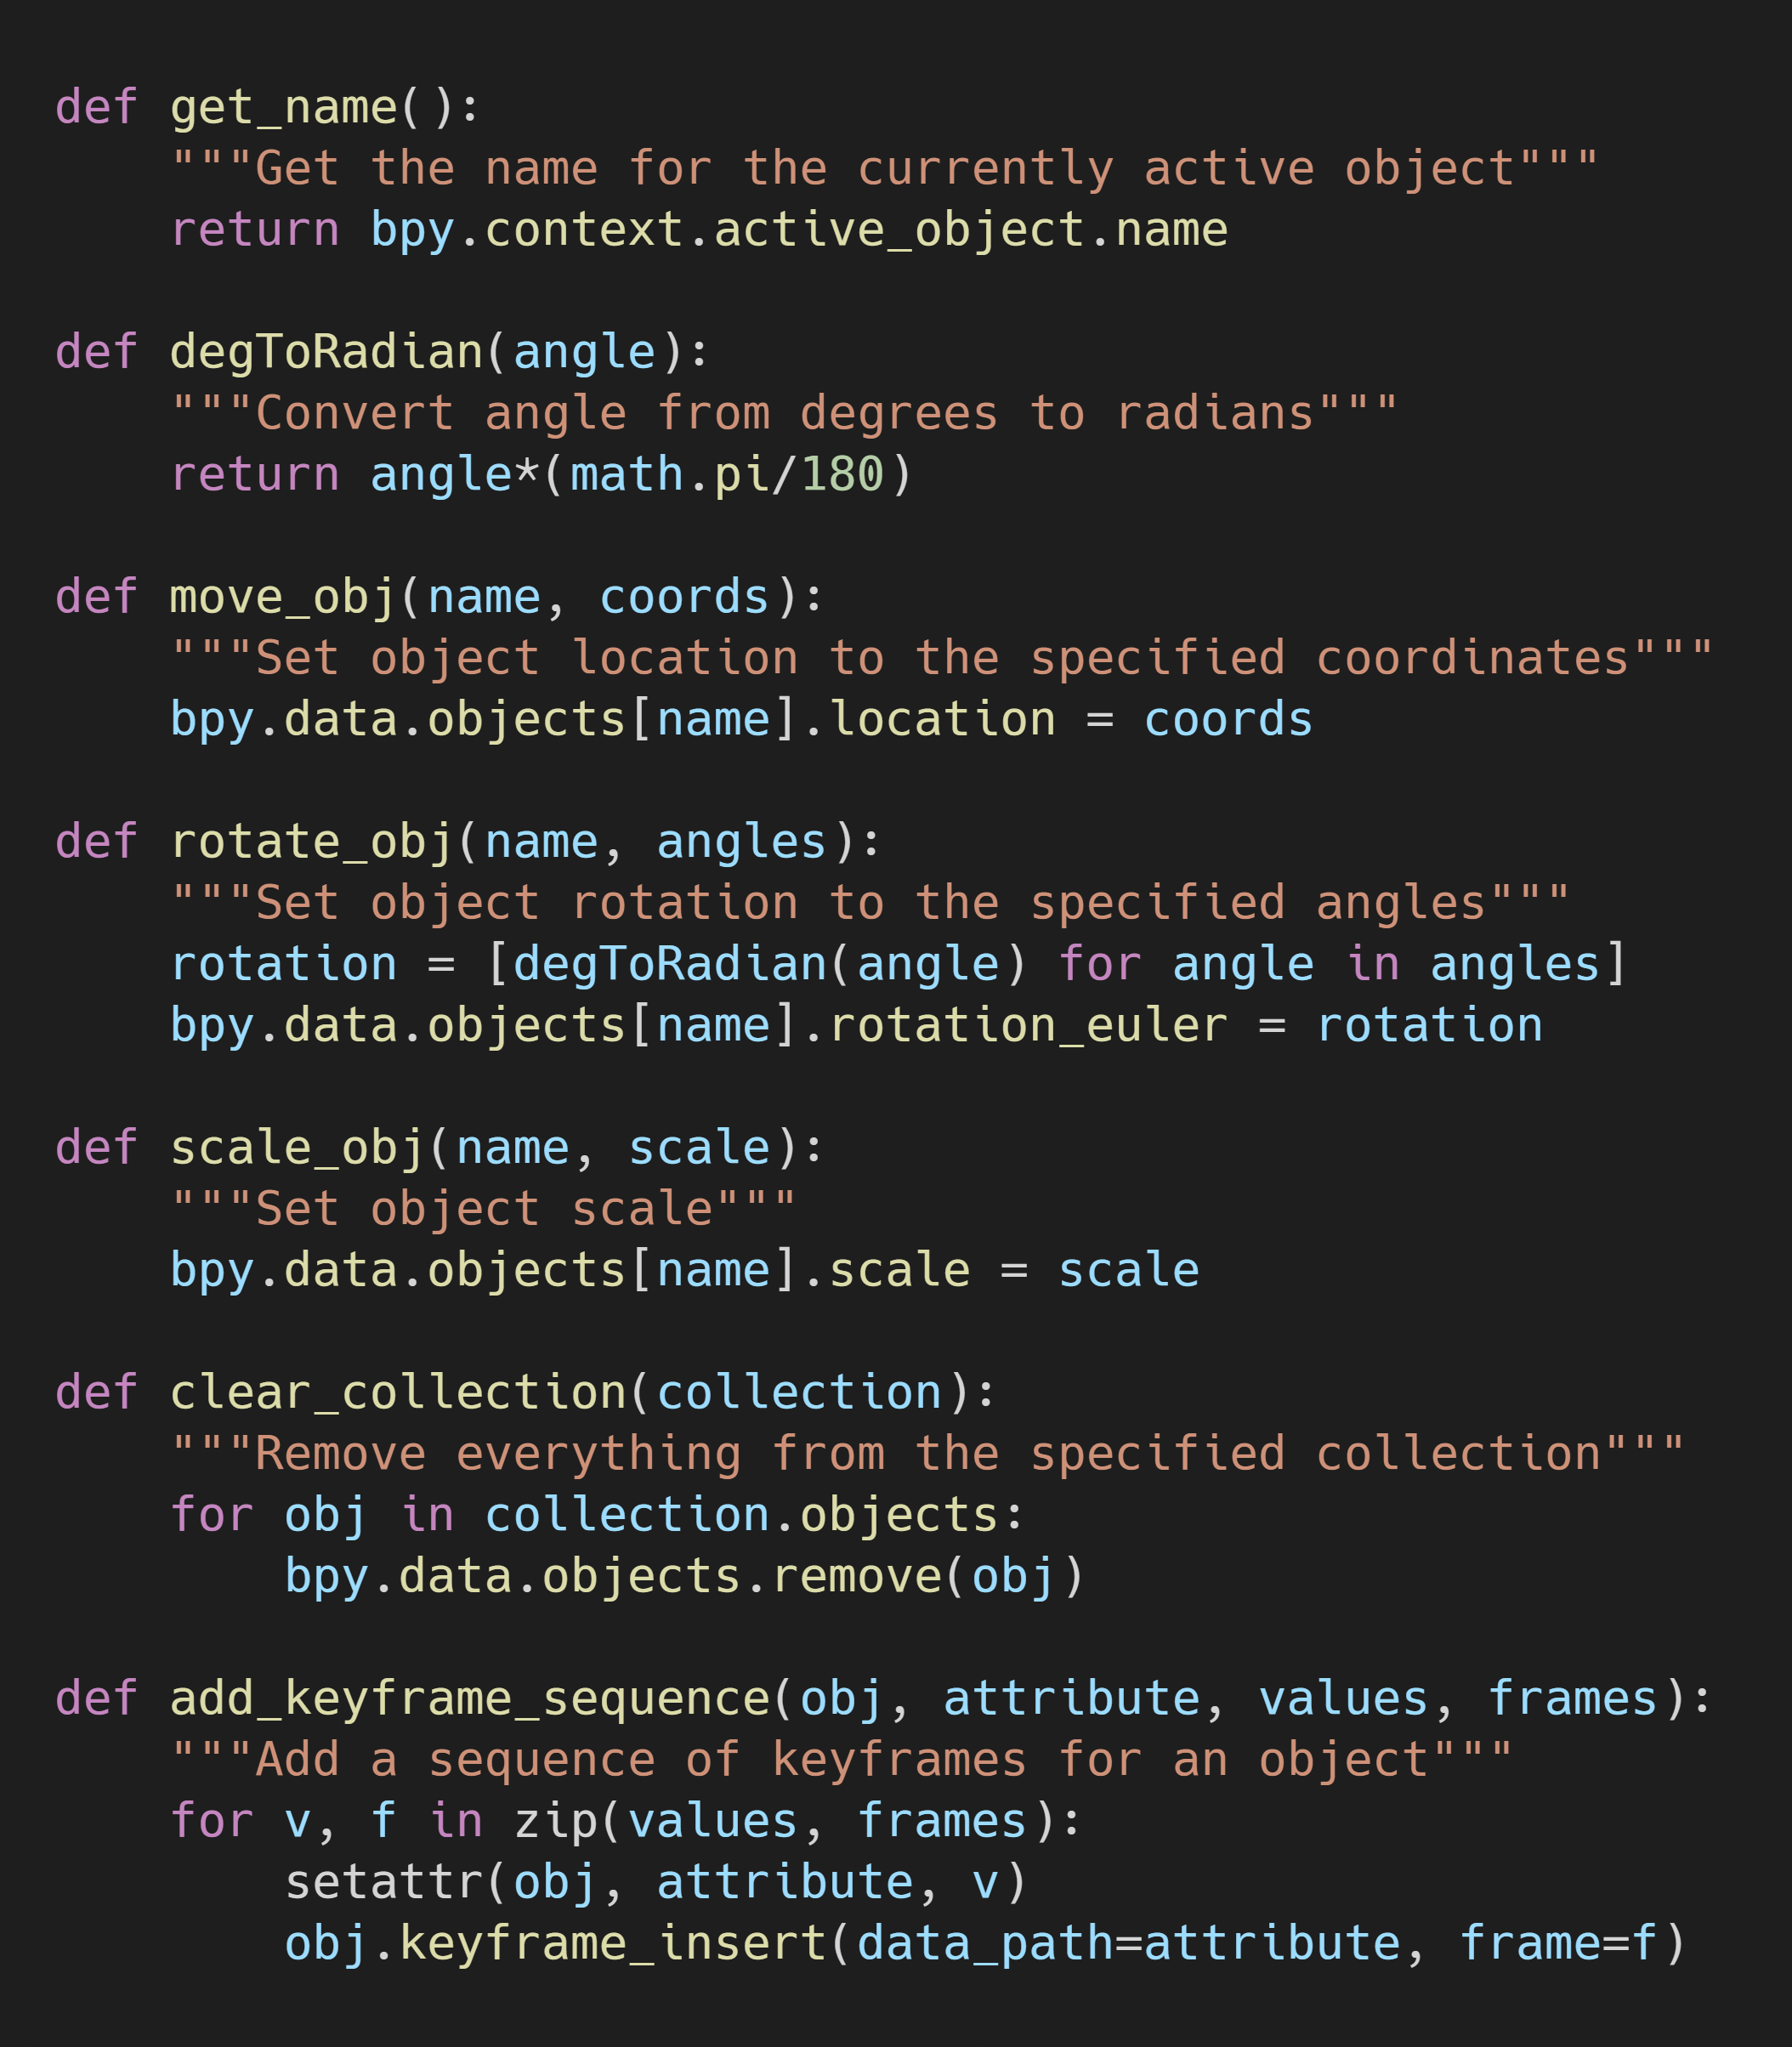 def get_name():
    """Get the name for the currently active object"""
    return bpy.context.active_object.name

def degToRadian(angle):
    """Convert angle from degrees to radians"""
    return angle*(math.pi/180)

def move_obj(name, coords):
    """Set object location to the specified coordinates"""
    bpy.data.objects[name].location = coords

def rotate_obj(name, angles):
    """Set object rotation to the specified angles"""
    rotation = [degToRadian(angle) for angle in angles]
    bpy.data.objects[name].rotation_euler = rotation

def scale_obj(name, scale):
    """Set object scale"""
    bpy.data.objects[name].scale = scale

def clear_collection(collection):
    """Remove everything from the specified collection"""
    for obj in collection.objects:
        bpy.data.objects.remove(obj)

def add_keyframe_sequence(obj, attribute, values, frames):
    """Add a sequence of keyframes for an object"""
    for v, f in zip(values, frames):
        setattr(obj, attribute, v)
        obj.keyframe_insert(data_path=attribute, frame=f)